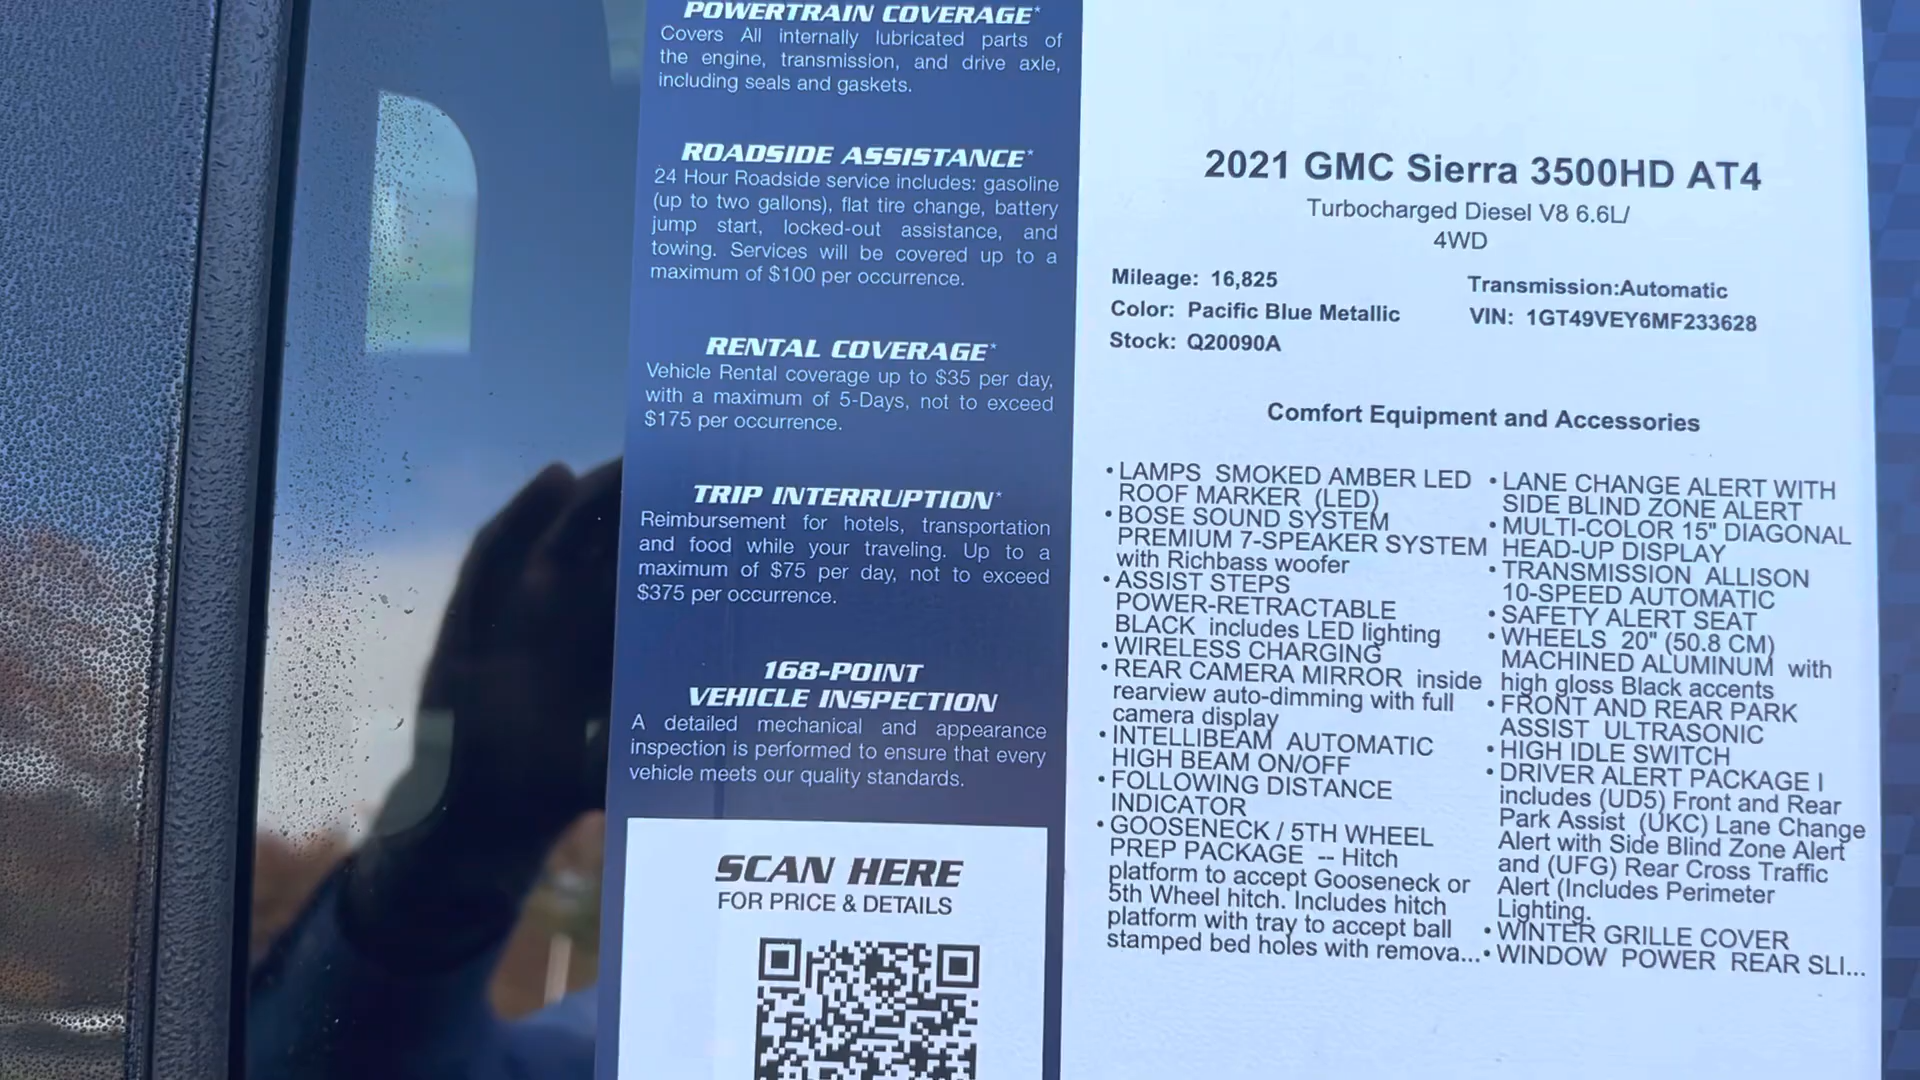 POWERTRAIN COVERAGE*
Covers All internally lubricated parts of
the engine, transmission, and drive axle,
including seals and gaskets.
ROADSIDE ASSISTANCE*
24 Hour Roadside service includes: gasoline
(up to two gallons), flat tire change, battery
jump start, locked-out assistance, and
towing. Services will be covered up to a
maximum of $100 per occurrence.
RENTAL COVERAGE*
Vehicle Rental coverage up to $35 per day,
with a maximum of 5-Days, not to exceed
$175 per occurrence.
TRIP INTERRUPTION*
Reimbursement for hotels, transportation
and food while your traveling. Up to a
maximum of $75 per day, not to exceed
$375 per occurrence.
168-POINT
VEHICLE INSPECTION
A detailed mechanical and appearance
inspection is performed to ensure that every
vehicle meets our quality standards.
SCAN HERE
FOR PRICE & DETAILS
2021 GMC Sierra 3500HD AT4
Turbocharged Diesel V8 6.6L/
4WD
Mileage: 16,825
Color: Pacific Blue Metallic
Stock: Q20090A
Transmission:Automatic
VIN: 1GT49VEY6MF233628
Comfort Equipment and Accessories
• LAMPS SMOKED AMBER LED
ROOF MARKER (LED)
• BOSE SOUND SYSTEM
PREMIUM 7-SPEAKER SYSTEM
with Richbass woofer
• ASSIST STEPS
POWER-RETRACTABLE
BLACK includes LED lighting
• WIRELESS CHARGING
• REAR CAMERA MIRROR inside
rearview auto-dimming with full
camera display
• INTELLIBEAM AUTOMATIC
HIGH BEAM ON/OFF
• FOLLOWING DISTANCE
INDICATOR
• GOOSENECK / 5TH WHEEL
PREP PACKAGE -- Hitch
platform to accept Gooseneck or
5th Wheel hitch. Includes hitch
platform with tray to accept ball
stamped bed holes with remova...
• LANE CHANGE ALERT WITH
SIDE BLIND ZONE ALERT
• MULTI-COLOR 15" DIAGONAL
HEAD-UP DISPLAY
• TRANSMISSION ALLISON
10-SPEED AUTOMATIC
• SAFETY ALERT SEAT
• WHEELS 20" (50.8 CM)
MACHINED ALUMINUM with
high gloss Black accents
• FRONT AND REAR PARK
ASSIST ULTRASONIC
• HIGH IDLE SWITCH
• DRIVER ALERT PACKAGE I
includes (UD5) Front and Rear
Park Assist (UKC) Lane Change
Alert with Side Blind Zone Alert
and (UFG) Rear Cross Traffic
Alert (Includes Perimeter
Lighting.
• WINTER GRILLE COVER
• WINDOW POWER REAR SLI...